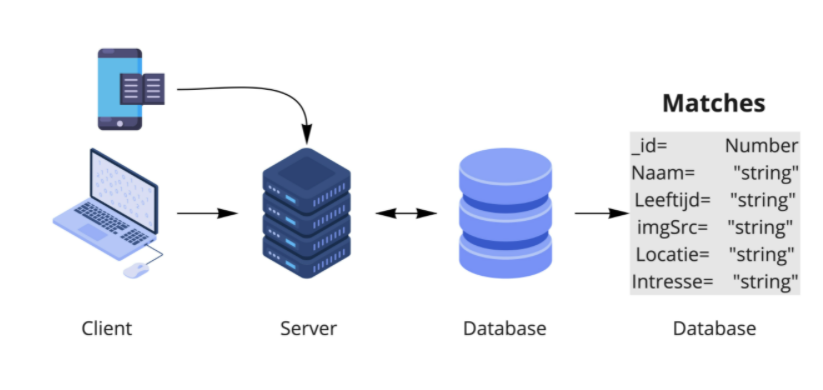 Matches
_id= Number
Naam= "string"
Leeftijd= "string"
imgSrc= "string"
Locatie= "string"
Intresse= "string"
Client Server Database Database